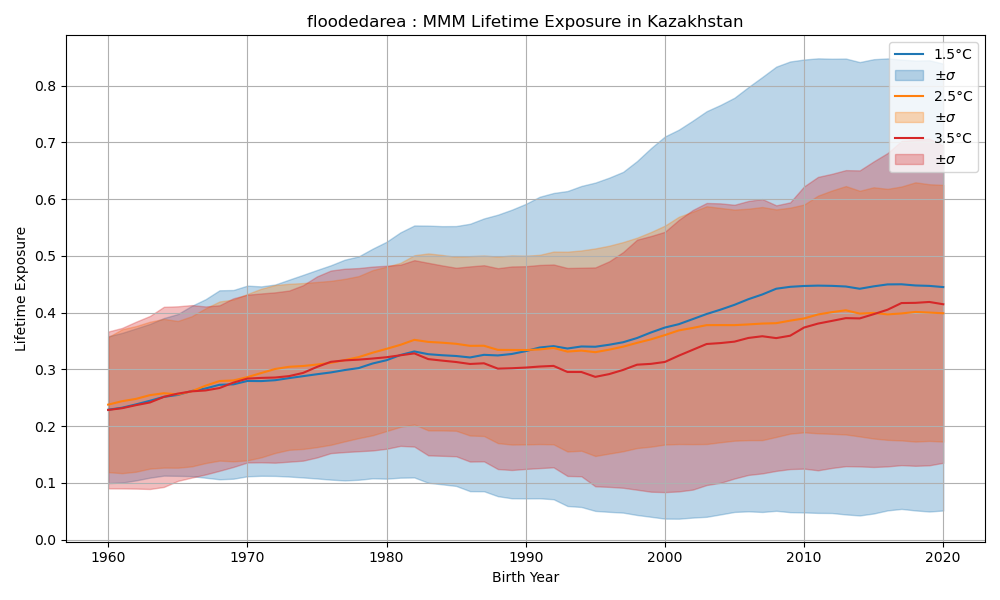 floodedarea : MMM Lifetime Exposure in Kazakhstan
1.5°C
±σ
2.5°C
±σ
3.5°C
±σ
Lifetime Exposure
0.8
0.7
0.6
0.5
0.4
0.3
0.2
0.1
0.0
1960 1970 1980 1990 2000 2010 2020
Birth Year